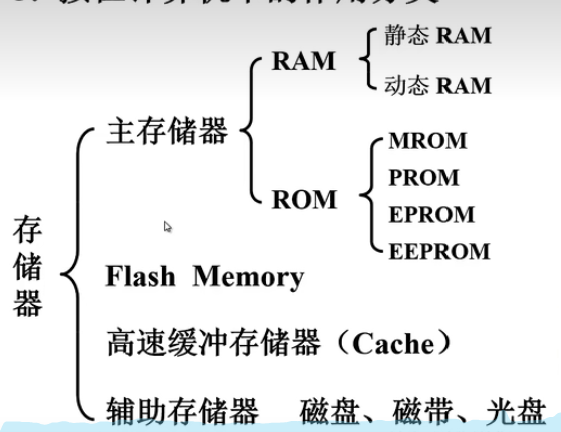 静态 RAM
RAM
动态 RAM
主存储器
MROM
PROM
ROM
EPROM
EEPROM
存储器
Flash Memory
高速缓冲存储器（Cache）
辅助存储器 磁盘、磁带、光盘